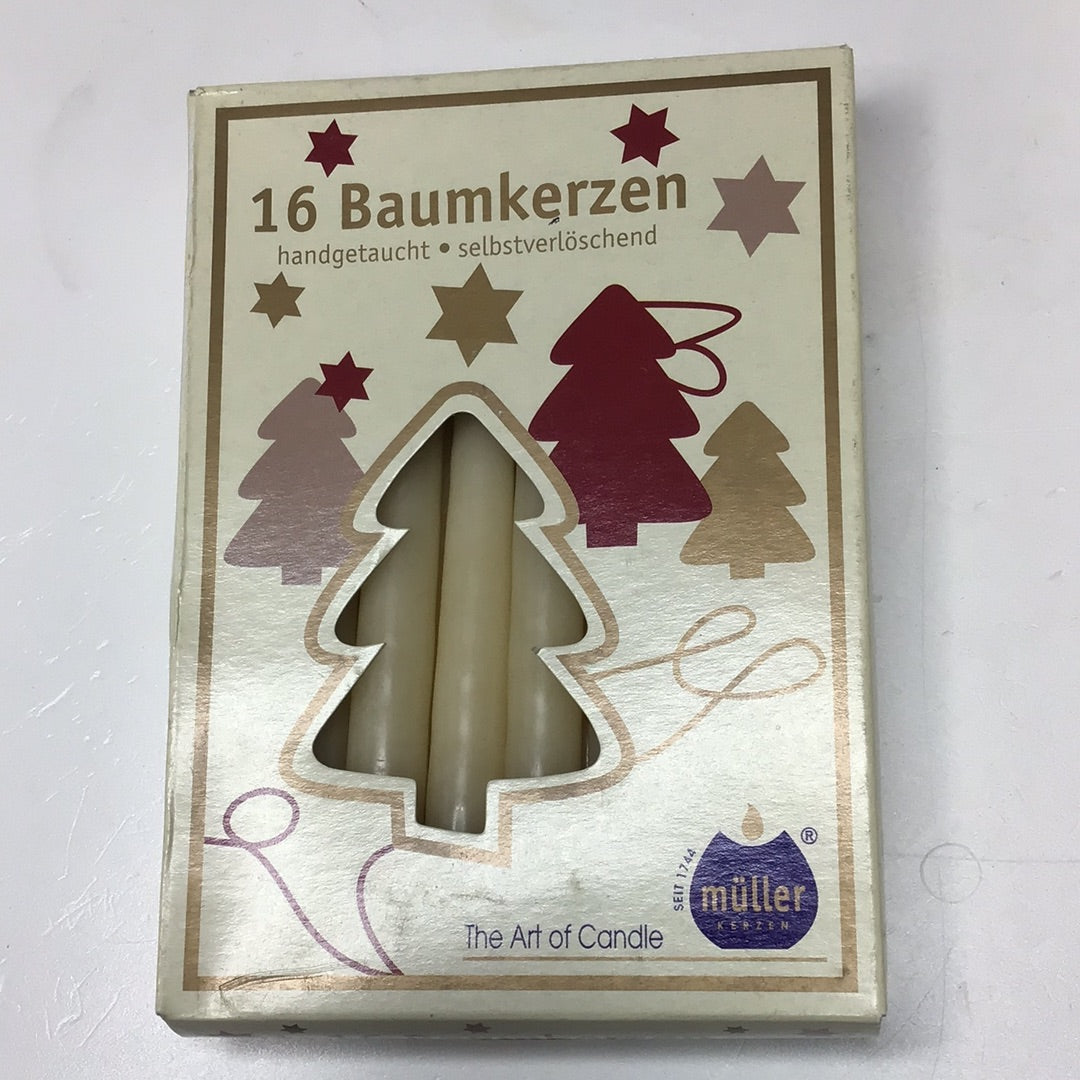 16 Baumkerzen
handgetaucht • selbstverlöschend
SEIT 1744
müller
KERZEN
®
The Art of Candle